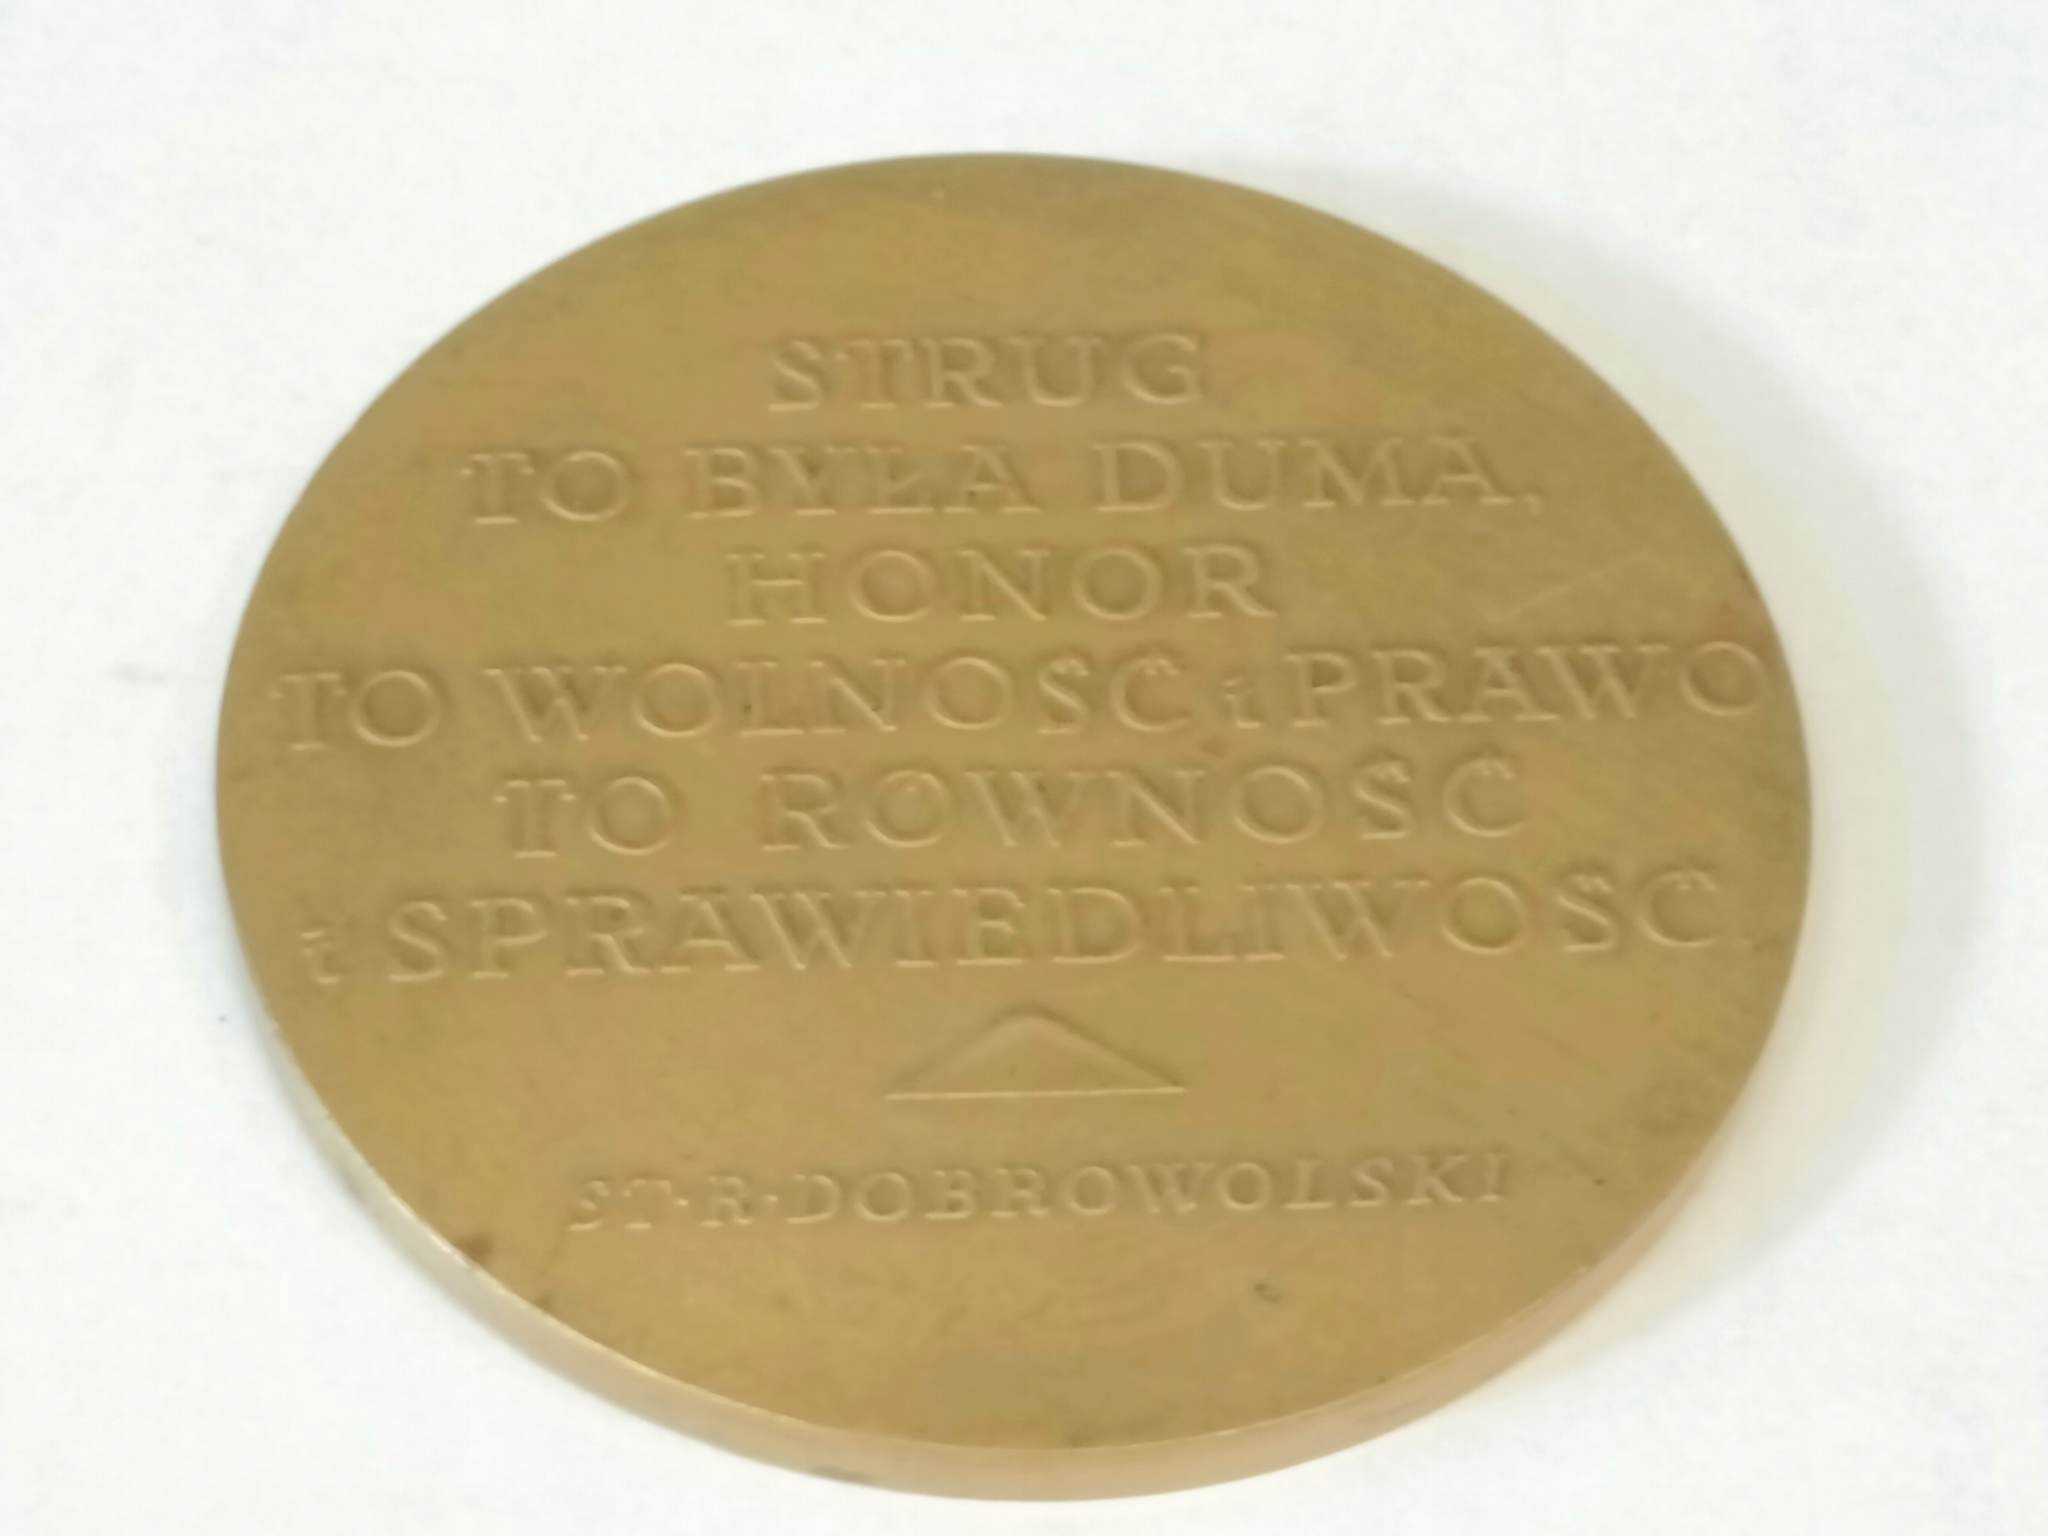 STRUG
TO BYŁA DUMA,
HONOR
TO WOLNOŚĆ i PRAWO
TO RÓWNOŚĆ
i SPRAWIEDLIWOŚĆ
ST·R·DOBROWOLSKI